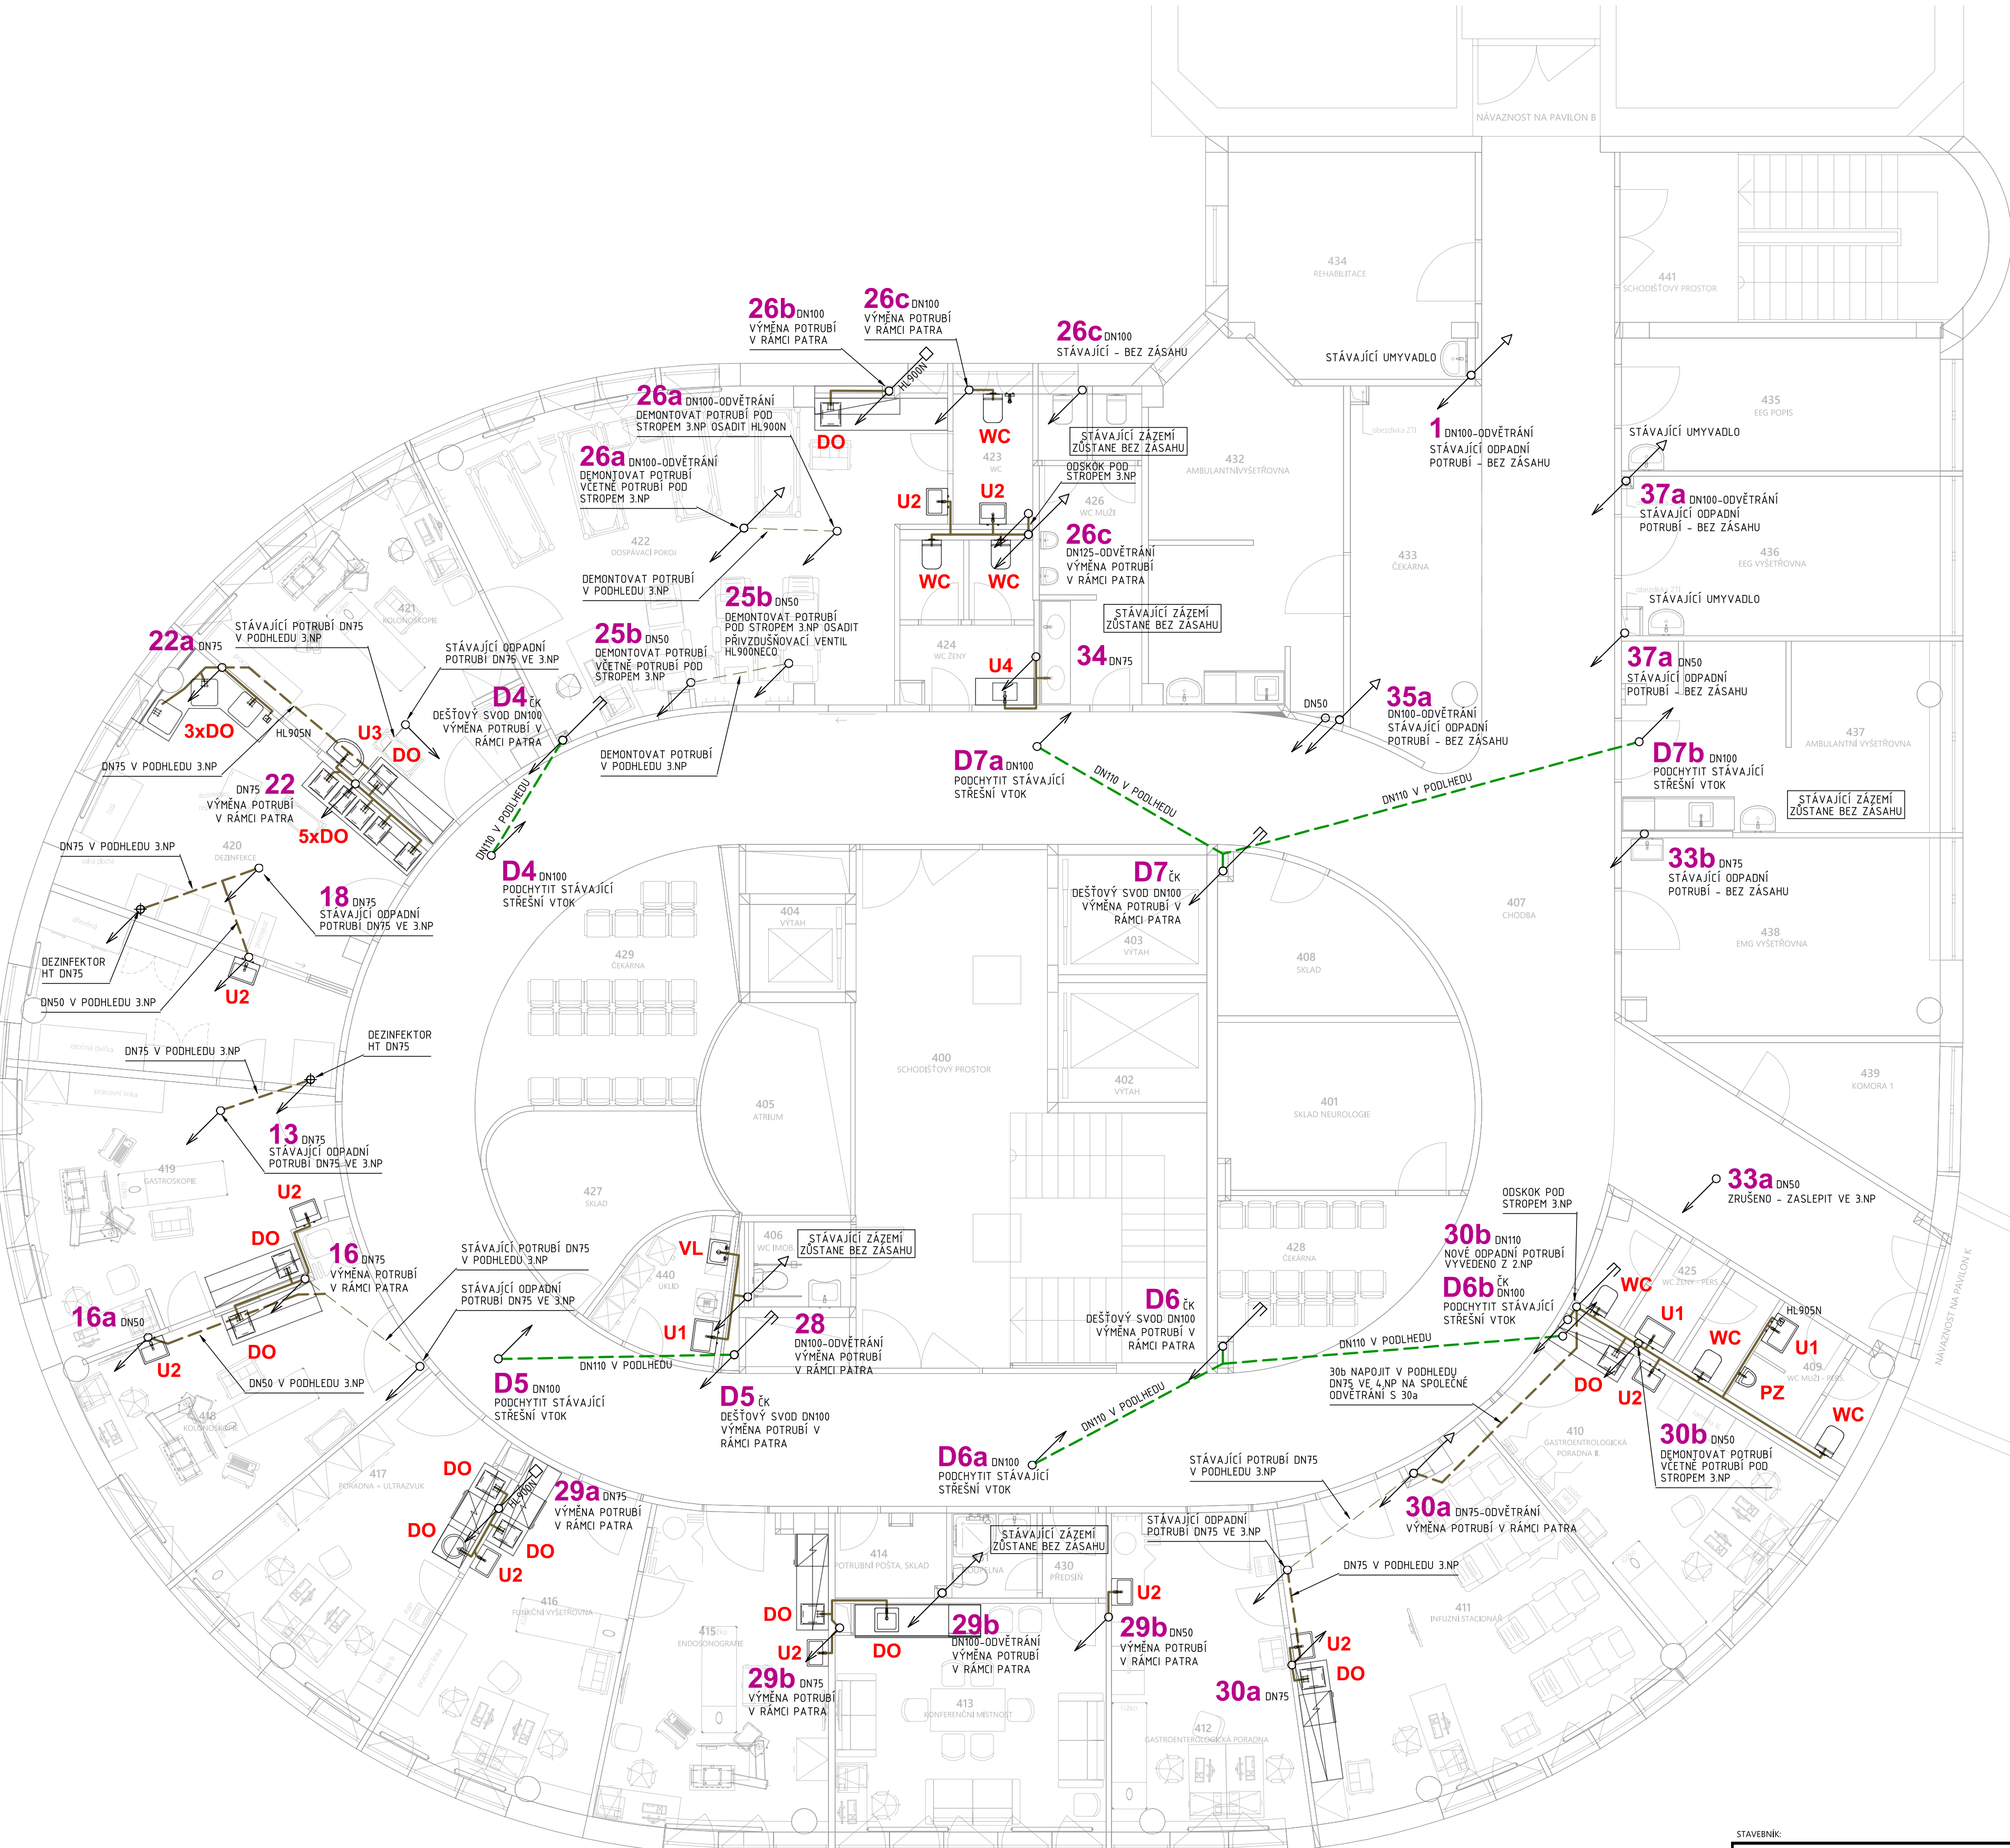 NÁVAZNOST NA PAVILON B
434
REHABILITACE
441
SCHODIŠŤOVÝ PROSTOR
26b DN100
VÝMĚNA POTRUBÍ
V RÁMCI PATRA
26c DN100
VÝMĚNA POTRUBÍ
V RÁMCI PATRA
26c DN100
STÁVAJÍCÍ - BEZ ZÁSAHU
HL900N
STÁVAJÍCÍ UMYVADLO
26a DN100-ODVĚTRÁNÍ
DEMONTOVAT POTRUBÍ POD
STROPEM 3.NP OSADIT HL900N
DO
WC
STÁVAJÍCÍ ZÁZEMÍ
ZŮSTANE BEZ ZÁSAHU
obezdívka ZTI
1 DN100-ODVĚTRÁNÍ
STÁVAJÍCÍ ODPADNÍ
POTRUBÍ - BEZ ZÁSAHU
435
EEG POPIS
STÁVAJÍCÍ UMYVADLO
26a DN100-ODVĚTRÁNÍ
DEMONTOVAT POTRUBÍ
VČETNĚ POTRUBÍ POD
STROPEM 3.NP
423
WC
ODSKOK POD
STROPEM 3.NP
432
AMBULANTNÍ VYŠETŘOVNA
U2
U2
426
WC MUŽI
37a DN100-ODVĚTRÁNÍ
STÁVAJÍCÍ ODPADNÍ
POTRUBÍ - BEZ ZÁSAHU
422
DOSPÁVACÍ POKOJ
26c
DN125-ODVĚTRÁNÍ
VÝMĚNA POTRUBÍ
V RÁMCI PATRA
433
ČEKÁRNA
436
EEG VYŠETŘOVNA
DEMONTOVAT POTRUBÍ
V PODHLEDU 3.NP
WC
WC
obezdívka ZTI
STÁVAJÍCÍ UMYVADLO
421
KOLONOSKOPIE
25b DN50
DEMONTOVAT POTRUBÍ
POD STROPEM 3.NP OSADIT
PŘIVZDUŠŇOVACÍ VENTIL
HL900NECO
STÁVAJÍCÍ ZÁZEMÍ
ZŮSTANE BEZ ZÁSAHU
STÁVAJÍCÍ POTRUBÍ DN75
V PODHLEDU 3.NP
22a DN75
25b DN50
DEMONTOVAT POTRUBÍ
VČETNĚ POTRUBÍ POD
STROPEM 3.NP
STÁVAJÍCÍ ODPADNÍ
POTRUBÍ DN75 VE 3.NP
424
WC ŽENY
U4
34 DN75
37a DN50
STÁVAJÍCÍ ODPADNÍ
POTRUBÍ - BEZ ZÁSAHU
D4 ČK
DEŠŤOVÝ SVOD DN100
VÝMĚNA POTRUBÍ V
RÁMCI PATRA
35a
DN100-ODVĚTRÁNÍ
STÁVAJÍCÍ ODPADNÍ
POTRUBÍ - BEZ ZÁSAHU
DN50
3xDO
HL905N
U3
DO
DEMONTOVAT POTRUBÍ
V PODHLEDU 3.NP
D7a DN100
PODCHYTIT STÁVAJÍCÍ
STŘEŠNÍ VTOK
D7b DN100
PODCHYTIT STÁVAJÍCÍ
STŘEŠNÍ VTOK
437
AMBULANTNÍ VYŠETŘOVNA
DN75 V PODHLEDU 3.NP
DN75 22
VÝMĚNA POTRUBÍ
V RÁMCI PATRA
DN110 V PODLHEDU
DN110 V PODLHEDU
DN110 V PODLHEDU
STÁVAJÍCÍ ZÁZEMÍ
ZŮSTANE BEZ ZÁSAHU
5xDO
DN75 V PODHLEDU 3.NP
420
DEZINFEKCE
D4 DN100
PODCHYTIT STÁVAJÍCÍ
STŘEŠNÍ VTOK
D7 ČK
DEŠŤOVÝ SVOD DN100
VÝMĚNA POTRUBÍ V
RÁMCI PATRA
33b DN75
STÁVAJÍCÍ ODPADNÍ
POTRUBÍ - BEZ ZÁSAHU
18 DN75
STÁVAJÍCÍ ODPADNÍ
POTRUBÍ DN75 VE 3.NP
404
VÝTAH
403
VÝTAH
407
CHODBA
438
EMG VYŠETŘOVNA
429
ČEKÁRNA
408
SKLAD
DEZINFEKTOR
HT DN75
DN50 V PODHLEDU 3.NP
U2
DEZINFEKTOR
HT DN75
otočná dvířka
DN75 V PODHLEDU 3.NP
400
SCHODIŠŤOVÝ PROSTOR
402
VÝTAH
439
KOMORA 1
pracovní linka
405
ATRIUM
401
SKLAD NEUROLOGIE
13 DN75
STÁVAJÍCÍ ODPADNÍ
POTRUBÍ DN75 VE 3.NP
419
GASTROSKOPIE
427
SKLAD
33a DN50
ZRUŠENO - ZASLEPIT VE 3.NP
U2
ODSKOK POD
STROPEM 3.NP
DO
16 DN75
VÝMĚNA POTRUBÍ
V RÁMCI PATRA
STÁVAJÍCÍ POTRUBÍ DN75
V PODHLEDU 3.NP
VL
406
WC IMOB.
STÁVAJÍCÍ ZÁZEMÍ
ZŮSTANE BEZ ZÁSAHU
428
ČEKÁRNA
30b DN110
NOVÉ ODPADNÍ POTRUBÍ
VYVEDENO Z 2.NP
440
ÚKLID
STÁVAJÍCÍ ODPADNÍ
POTRUBÍ DN75 VE 3.NP
D6b ČK
DN100
PODCHYTIT STÁVAJÍCÍ
STŘEŠNÍ VTOK
425
WC ŽENY - PERS.
WC
16a DN50
D6 ČK
DEŠŤOVÝ SVOD DN100
VÝMĚNA POTRUBÍ V
RÁMCI PATRA
U1
HL905N
NÁVAZNOST NA PAVILON K
U1
28
DN100-ODVĚTRÁNÍ
VÝMĚNA POTRUBÍ
V RÁMCI PATRA
DO
U2
DN110 V PODLHEDU
DN110 V PODLHEDU
WC
U1
409
WC MUŽI - PERS.
DN50 V PODHLEDU 3.NP
D5 DN100
PODCHYTIT STÁVAJÍCÍ
STŘEŠNÍ VTOK
D5 ČK
DEŠŤOVÝ SVOD DN100
VÝMĚNA POTRUBÍ V
RÁMCI PATRA
30b NAPOJIT V PODHLEDU
DN75 VE 4.NP NA SPOLEČNÉ
ODVĚTRÁNÍ S 30a
DO
U2
PZ
WC
DN110 V PODLHEDU
418
KOLONOSKOPIE
410
GASTROENTROLOGICKÁ
PORADNA II.
30b DN50
DEMONTOVAT POTRUBÍ
VČETNĚ POTRUBÍ POD
STROPEM 3.NP
D6a DN100
PODCHYTIT STÁVAJÍCÍ
STŘEŠNÍ VTOK
STÁVAJÍCÍ POTRUBÍ DN75
V PODHLEDU 3.NP
417
PORADNA + ULTRAZVUK
DO
HL900N
29a DN75
VÝMĚNA POTRUBÍ
V RÁMCI PATRA
30a DN75-ODVĚTRÁNÍ
VÝMĚNA POTRUBÍ V RÁMCI PATRA
DO
DO
U2
STÁVAJÍCÍ ZÁZEMÍ
ZŮSTANE BEZ ZÁSAHU
STÁVAJÍCÍ ODPADNÍ
POTRUBÍ DN75 VE 3.NP
414
POTRUBNÍ POŠTA, SKLAD
430
PŘEDSÍŇ
DN75 V PODHLEDU 3.NP
416
FUNKČNÍ VYŠETŘOVNA
DO
U2
411
INFUZNÍ STACIONÁŘ
415
ENDOSONOGRAFIE
U2
DO
29b
DN100-ODVĚTRÁNÍ
VÝMĚNA POTRUBÍ
V RÁMCI PATRA
29b DN50
VÝMĚNA POTRUBÍ
V RÁMCI PATRA
U2
DO
29b DN75
VÝMĚNA POTRUBÍ
V RÁMCI PATRA
30a DN75
413
KONFERENČNÍ MÍSTNOST
412
GASTROENTEROLOGICKÁ PORADNA
STAVEBNÍK: